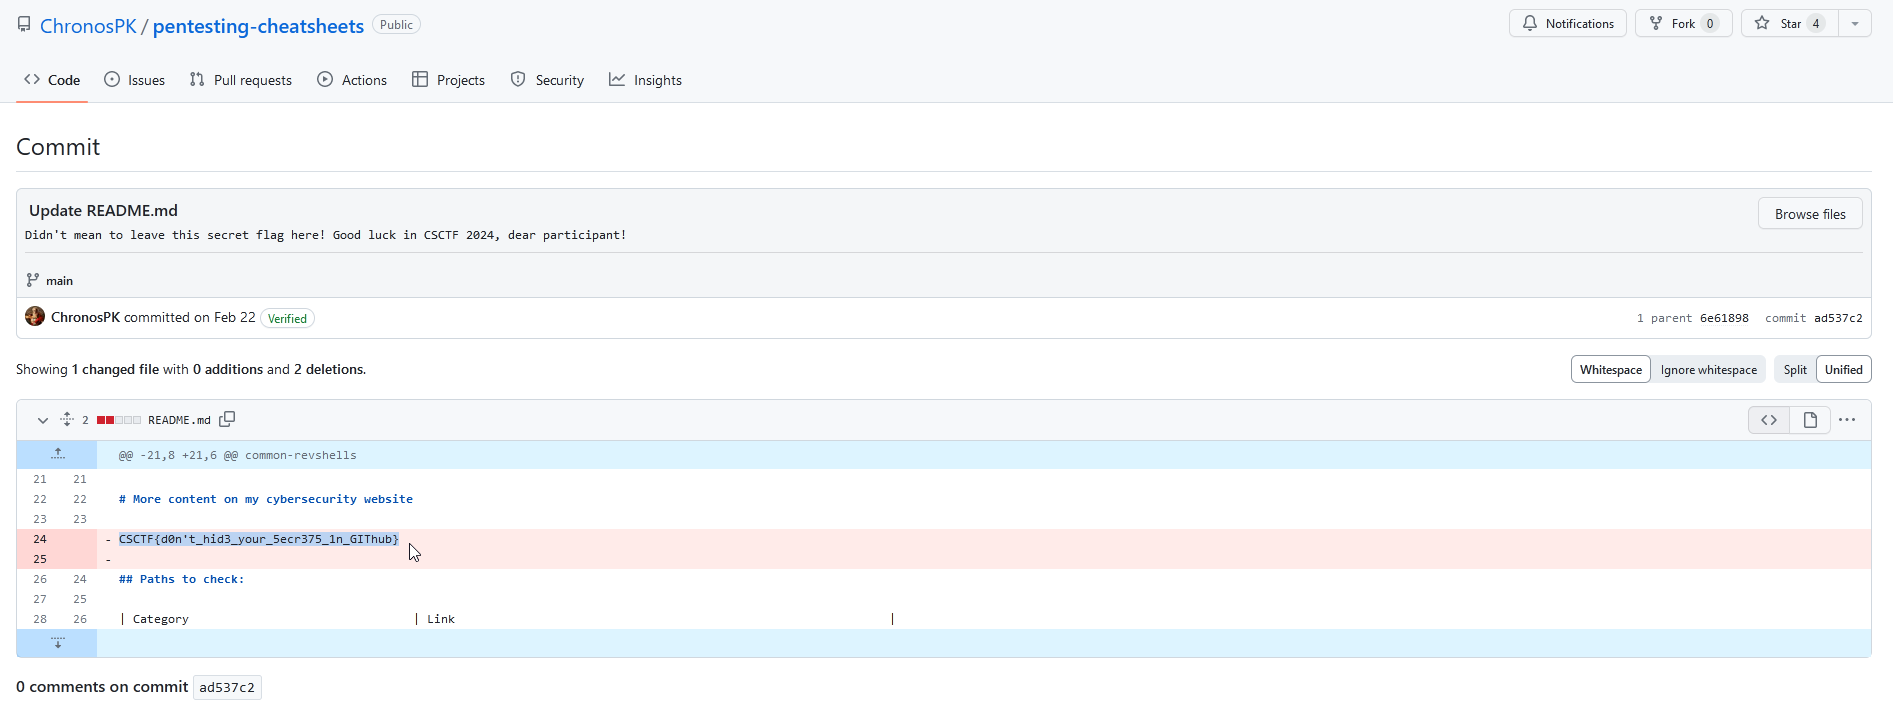 ChronosPK / pentesting-cheatsheets Public
Notifications Fork 0 Star 4
Code Issues Pull requests Actions Projects Security Insights
Commit
Update README.md
Browse files
Didn't mean to leave this secret flag here! Good luck in CSCTF 2024, dear participant!
main
ChronosPK committed on Feb 22 Verified
1 parent 6e61898 commit ad537c2
Showing 1 changed file with 0 additions and 2 deletions.
Whitespace Ignore whitespace Split Unified
2 README.md
@@ -21,8 +21,6 @@ common-revshells
21 21
22 22 # More content on my cybersecurity website
23 23
24 - CSCTF{d0n't_hid3_your_5ecr375_1n_GIThub}
25 -
26 24 ## Paths to check:
27 25
28 26 | Category | Link |
0 comments on commit ad537c2